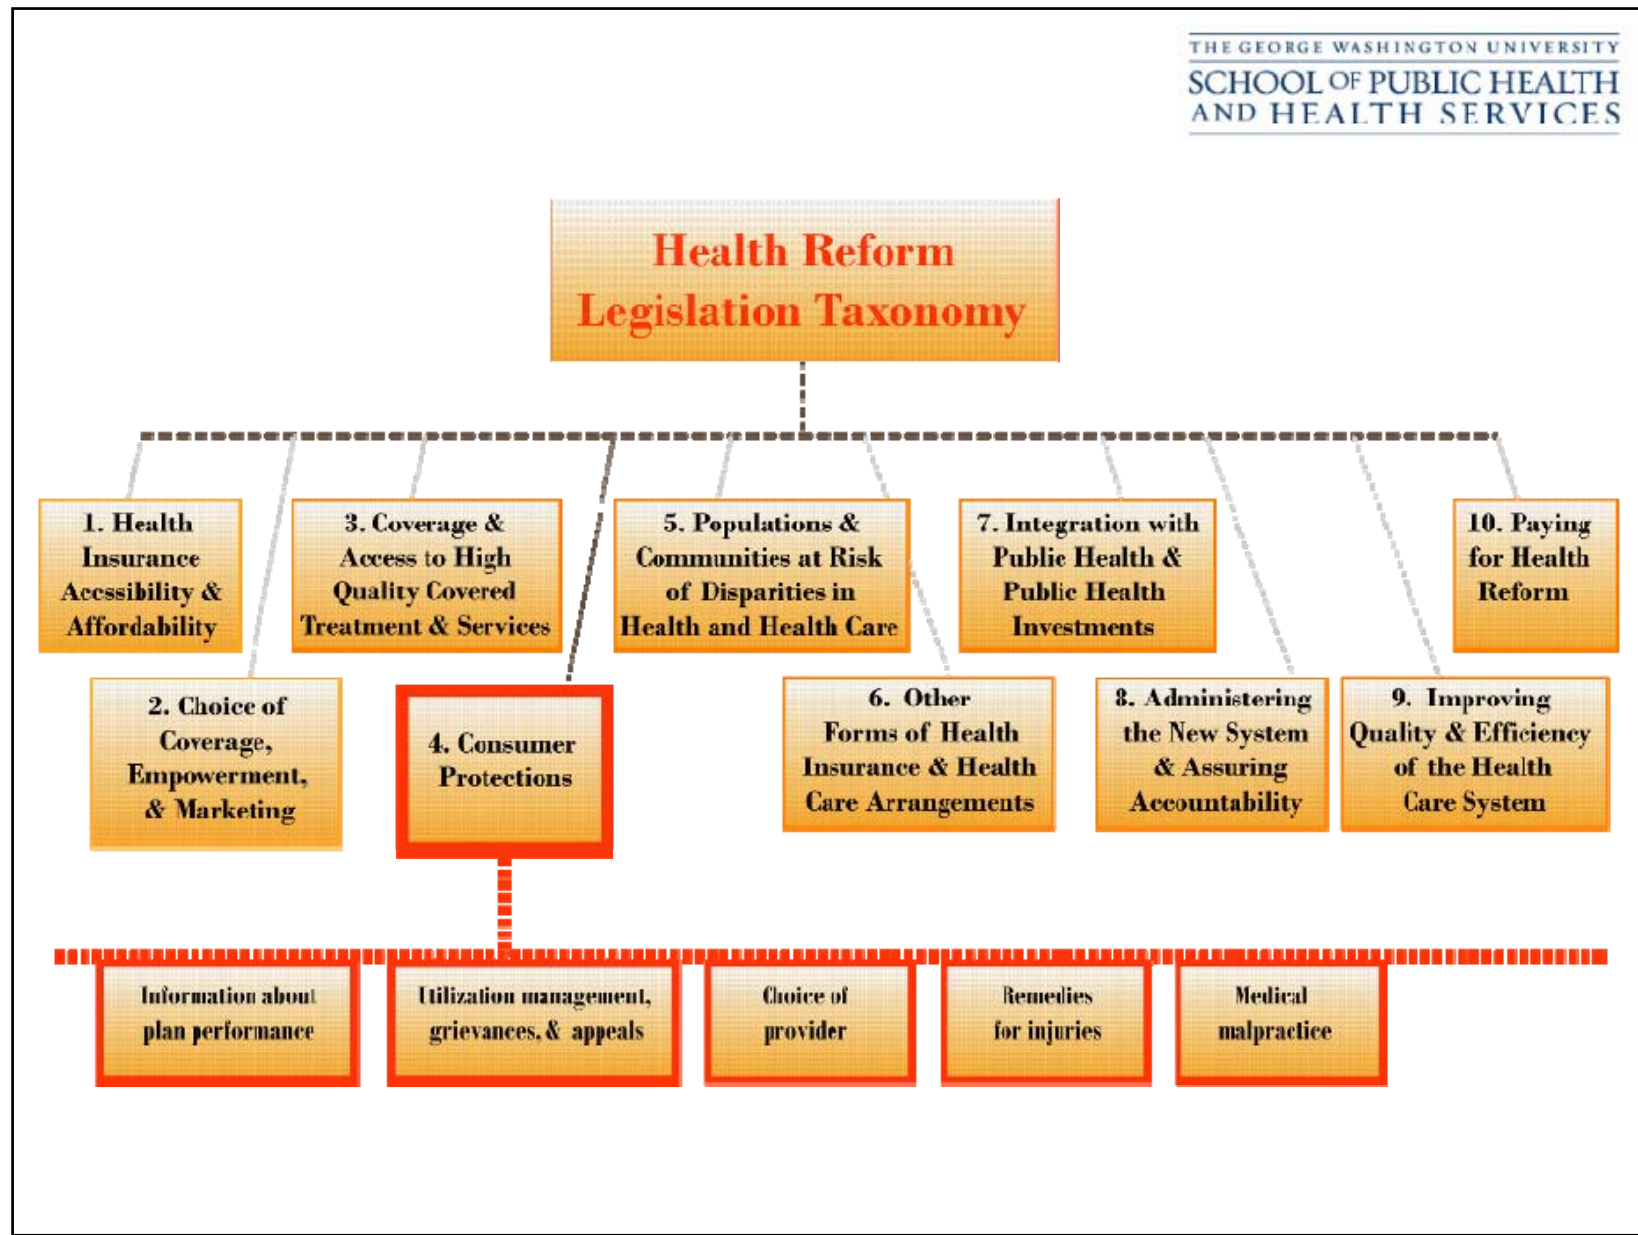 THE GEORGE WASHINGTON UNIVERSITY
SCHOOL OF PUBLIC HEALTH
AND HEALTH SERVICES
Health Reform
Legislation Taxonomy
1. Health
Insurance
Accssibility &
Affordability
2. Choice of
Coverage,
Empowerment,
& Marketing
3. Coverage &
Access to High
Quality Covered
Treatment & Services
4. Consumer
Protections
5. Populations &
Communities at Risk
of Disparities in
Health and Health Care
6. Other
Forms of Health
Insurance & Health
Care Arrangements
7. Integration with
Public Health &
Public Health
Investments
8. Administering
the New System
& Assuring
Accountability
9. Improving
Quality & Efficiency
of the Health
Care System
10. Paying
for Health
Reform
Information about
plan performance
Utilization management,
grievances, & appeals
Choice of
provider
Remedies
for injuries
Medical
malpractice